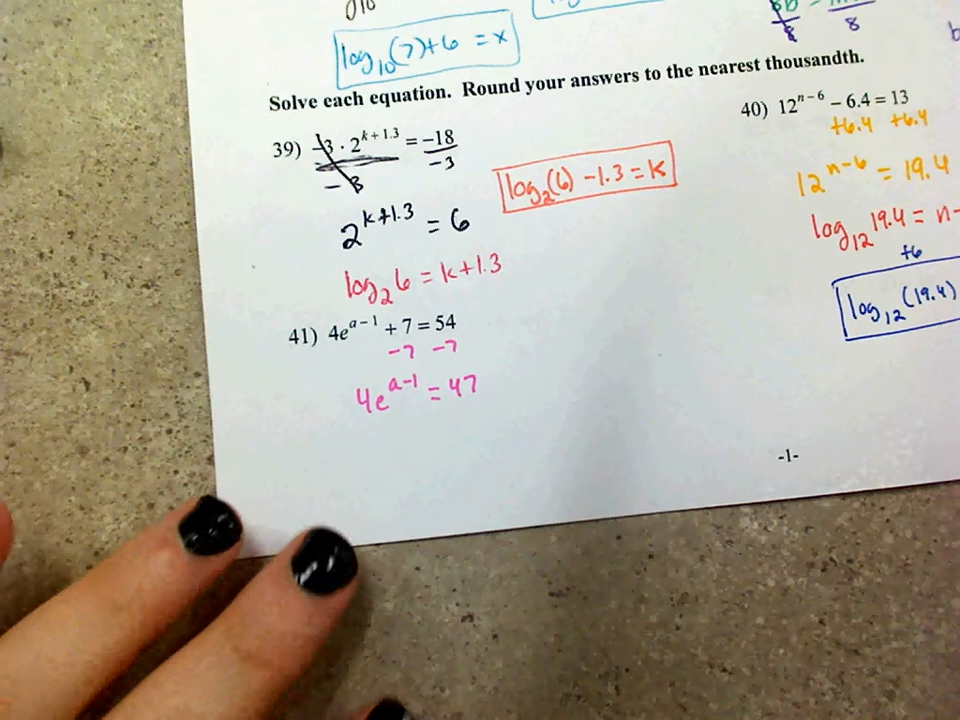 log₁₀(7)+6 = x
8
Solve each equation. Round your answers to the nearest thousandth.
39) -3 · 2^(k + 1.3) = -18
-3 -3
2^(k+1.3) = 6
log₂6 = k+1.3
log₂(6) -1.3 = k
40) 12^(n - 6) - 6.4 = 13
+6.4 +6.4
12^(n-6) = 19.4
log₁₂ 19.4 = n-
+6
log₁₂(19.4)
41) 4e^(a - 1) + 7 = 54
-7 -7
4e^(a-1) = 47
-1-